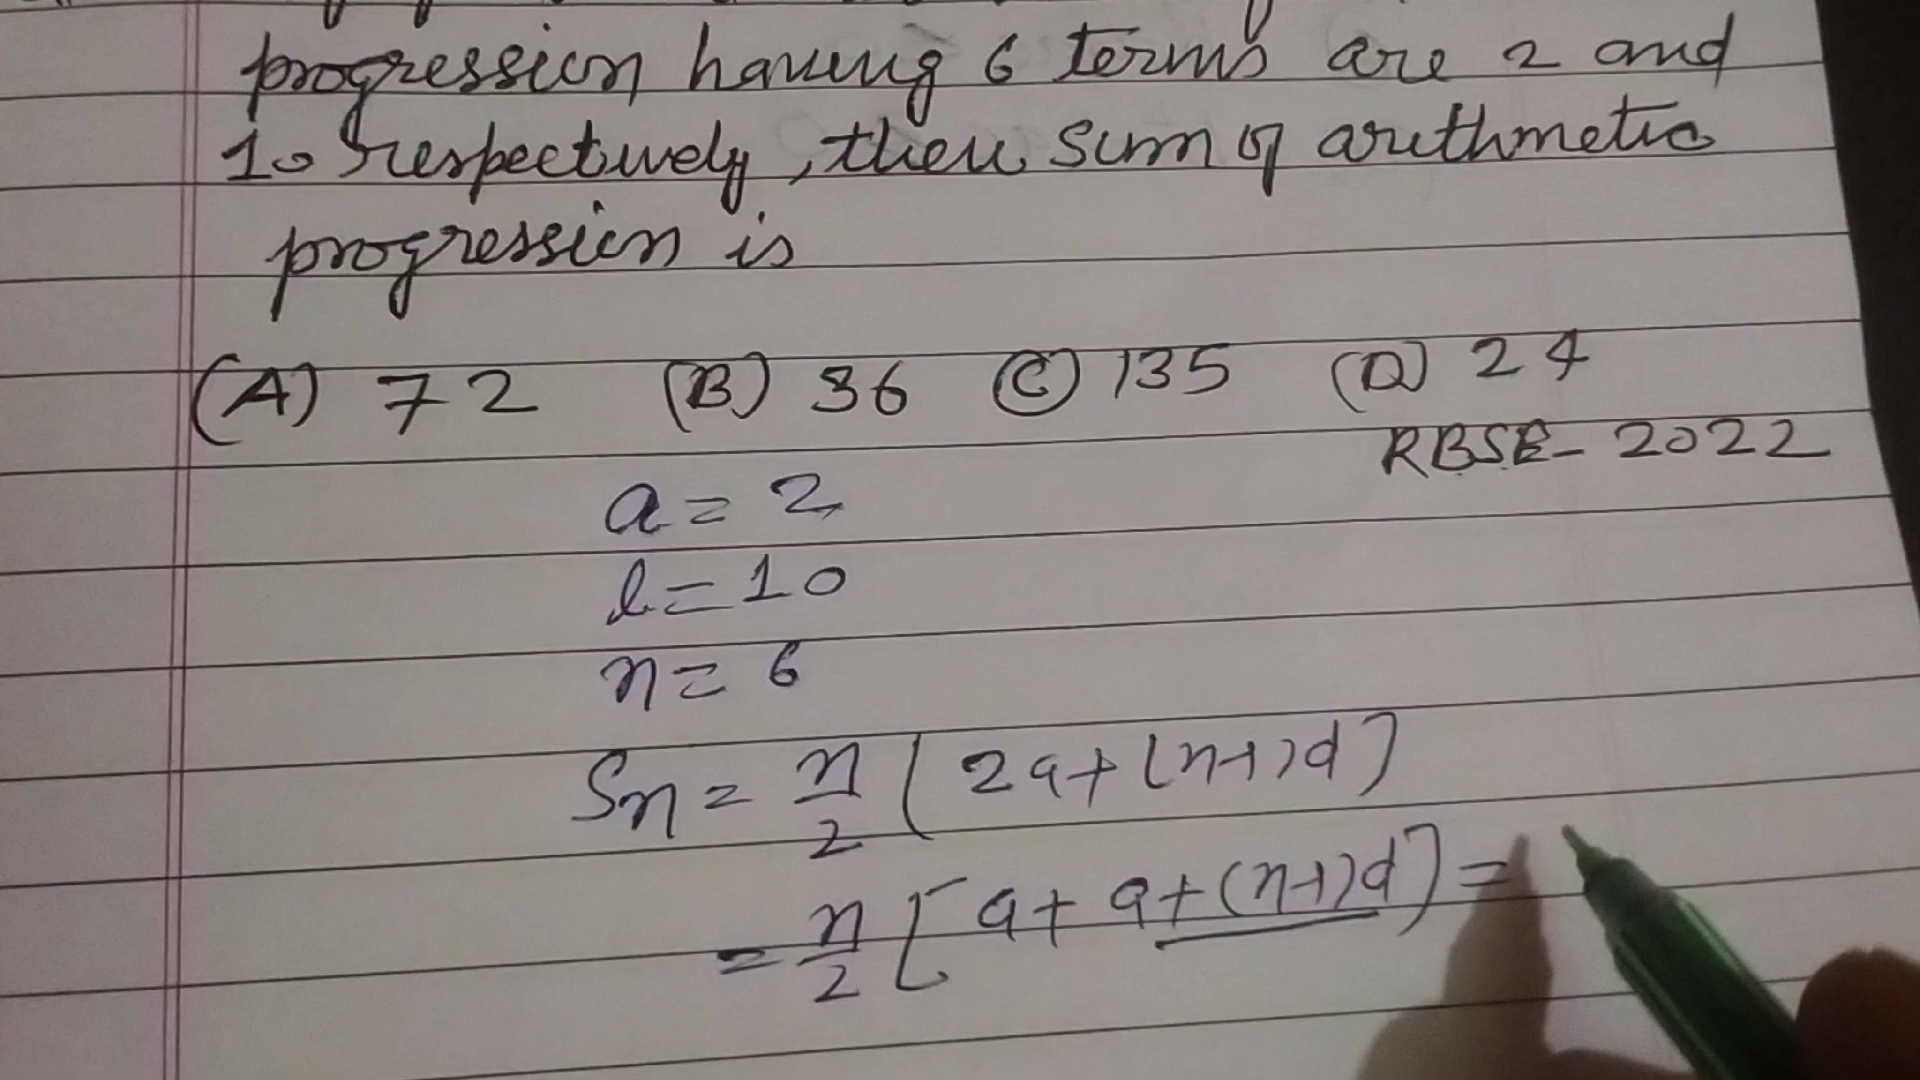 progression having 6 terms are 2 and
10 respectively, then sum of arithmetic
progression is
(A) 72 (B) 36 (C) 135 (D) 24
RBSE-2022
a = 2
l = 10
n = 6
Sn = n/2 [2a+(n-1)d]
= n/2 [a+a+(n-1)d] =